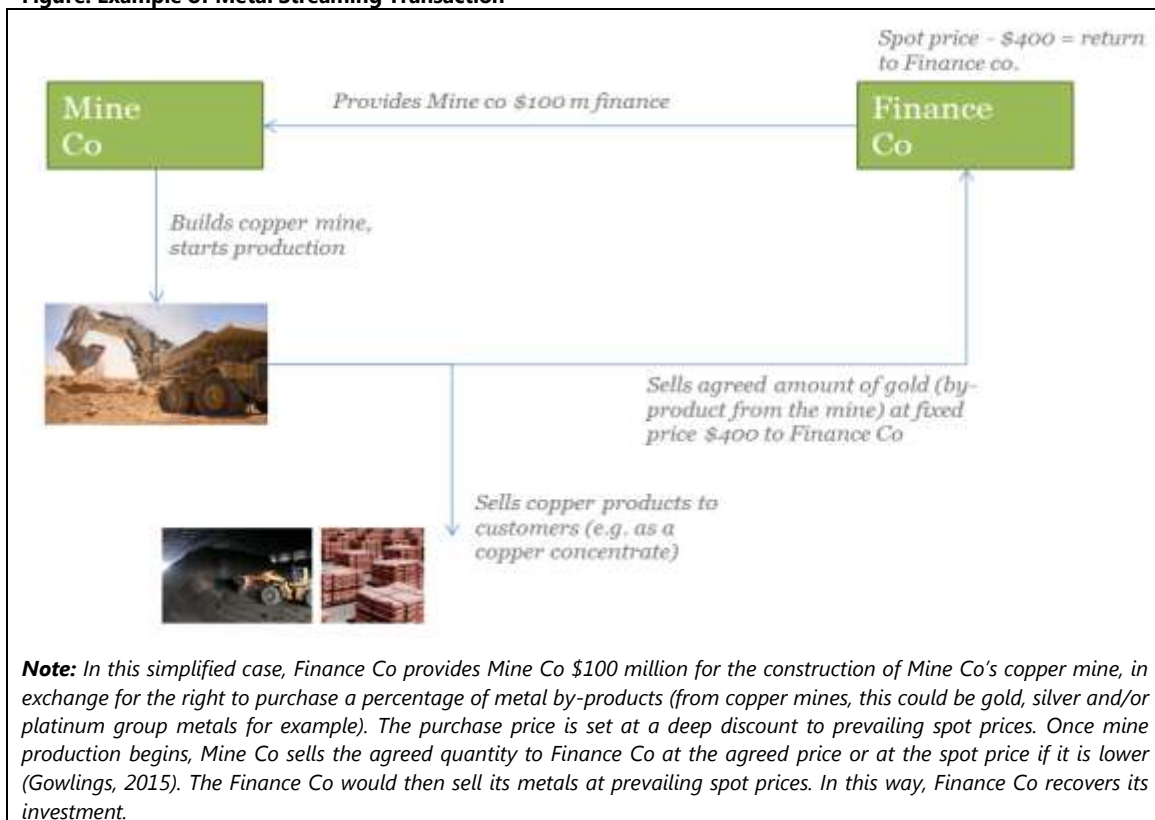 Figure: Example of Metal Streaming Transaction
Spot price - $400 = return
to Finance co.
Mine
Co
Provides Mine co $100 m finance
Finance
Co
Builds copper mine,
starts production
Sells agreed amount of gold (by-
product from the mine) at fixed
price $400 to Finance Co
Sells copper products to
customers (e.g. as a
copper concentrate)
Note: In this simplified case, Finance Co provides Mine Co $100 million for the construction of Mine Co's copper mine, in
exchange for the right to purchase a percentage of metal by-products (from copper mines, this could be gold, silver and/or
platinum group metals for example). The purchase price is set at a deep discount to prevailing spot prices. Once mine
production begins, Mine Co sells the agreed quantity to Finance Co at the agreed price or at the spot price if it is lower
(Gowlings, 2015). The Finance Co would then sell its metals at prevailing spot prices. In this way, Finance Co recovers its
investment.